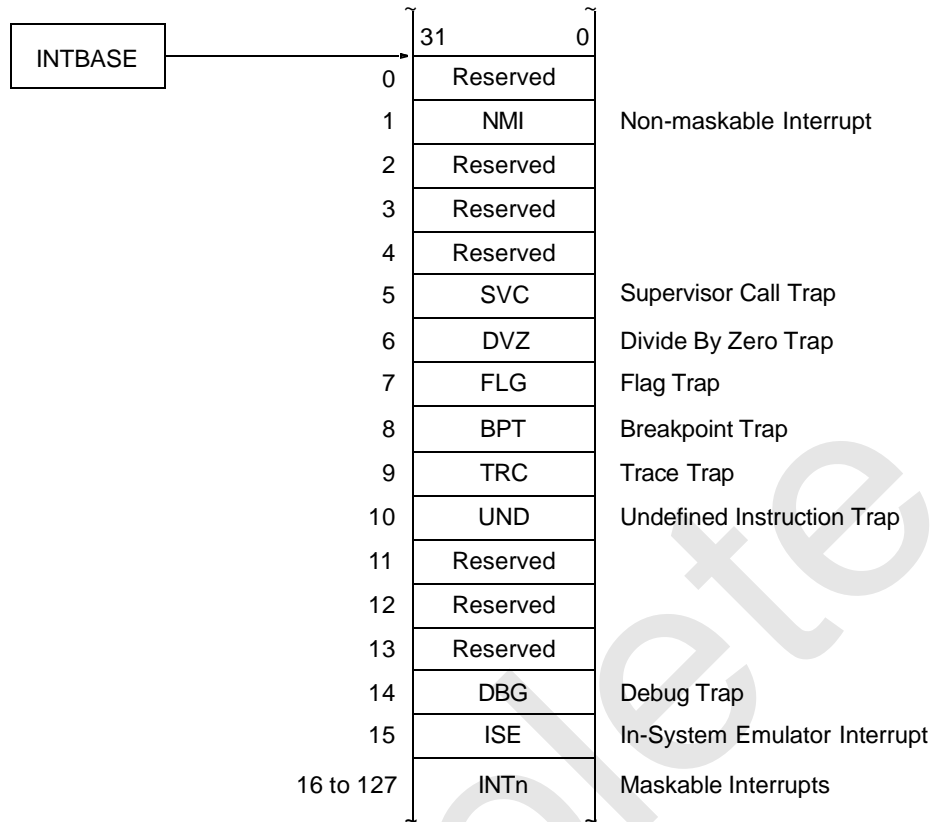 31 0
INTBASE
0 Reserved
1 NMI Non-maskable Interrupt
2 Reserved
3 Reserved
4 Reserved
5 SVC Supervisor Call Trap
6 DVZ Divide By Zero Trap
7 FLG Flag Trap
8 BPT Breakpoint Trap
9 TRC Trace Trap
10 UND Undefined Instruction Trap
11 Reserved
12 Reserved
13 Reserved
14 DBG Debug Trap
15 ISE In-System Emulator Interrupt
16 to 127 INTn Maskable Interrupts
olete